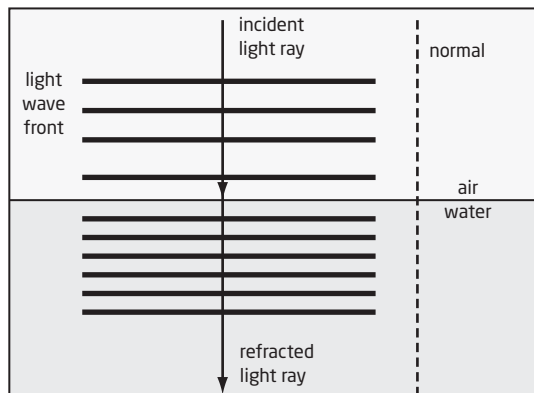 incident
light ray
normal
light
wave
front
air
water
refracted
light ray